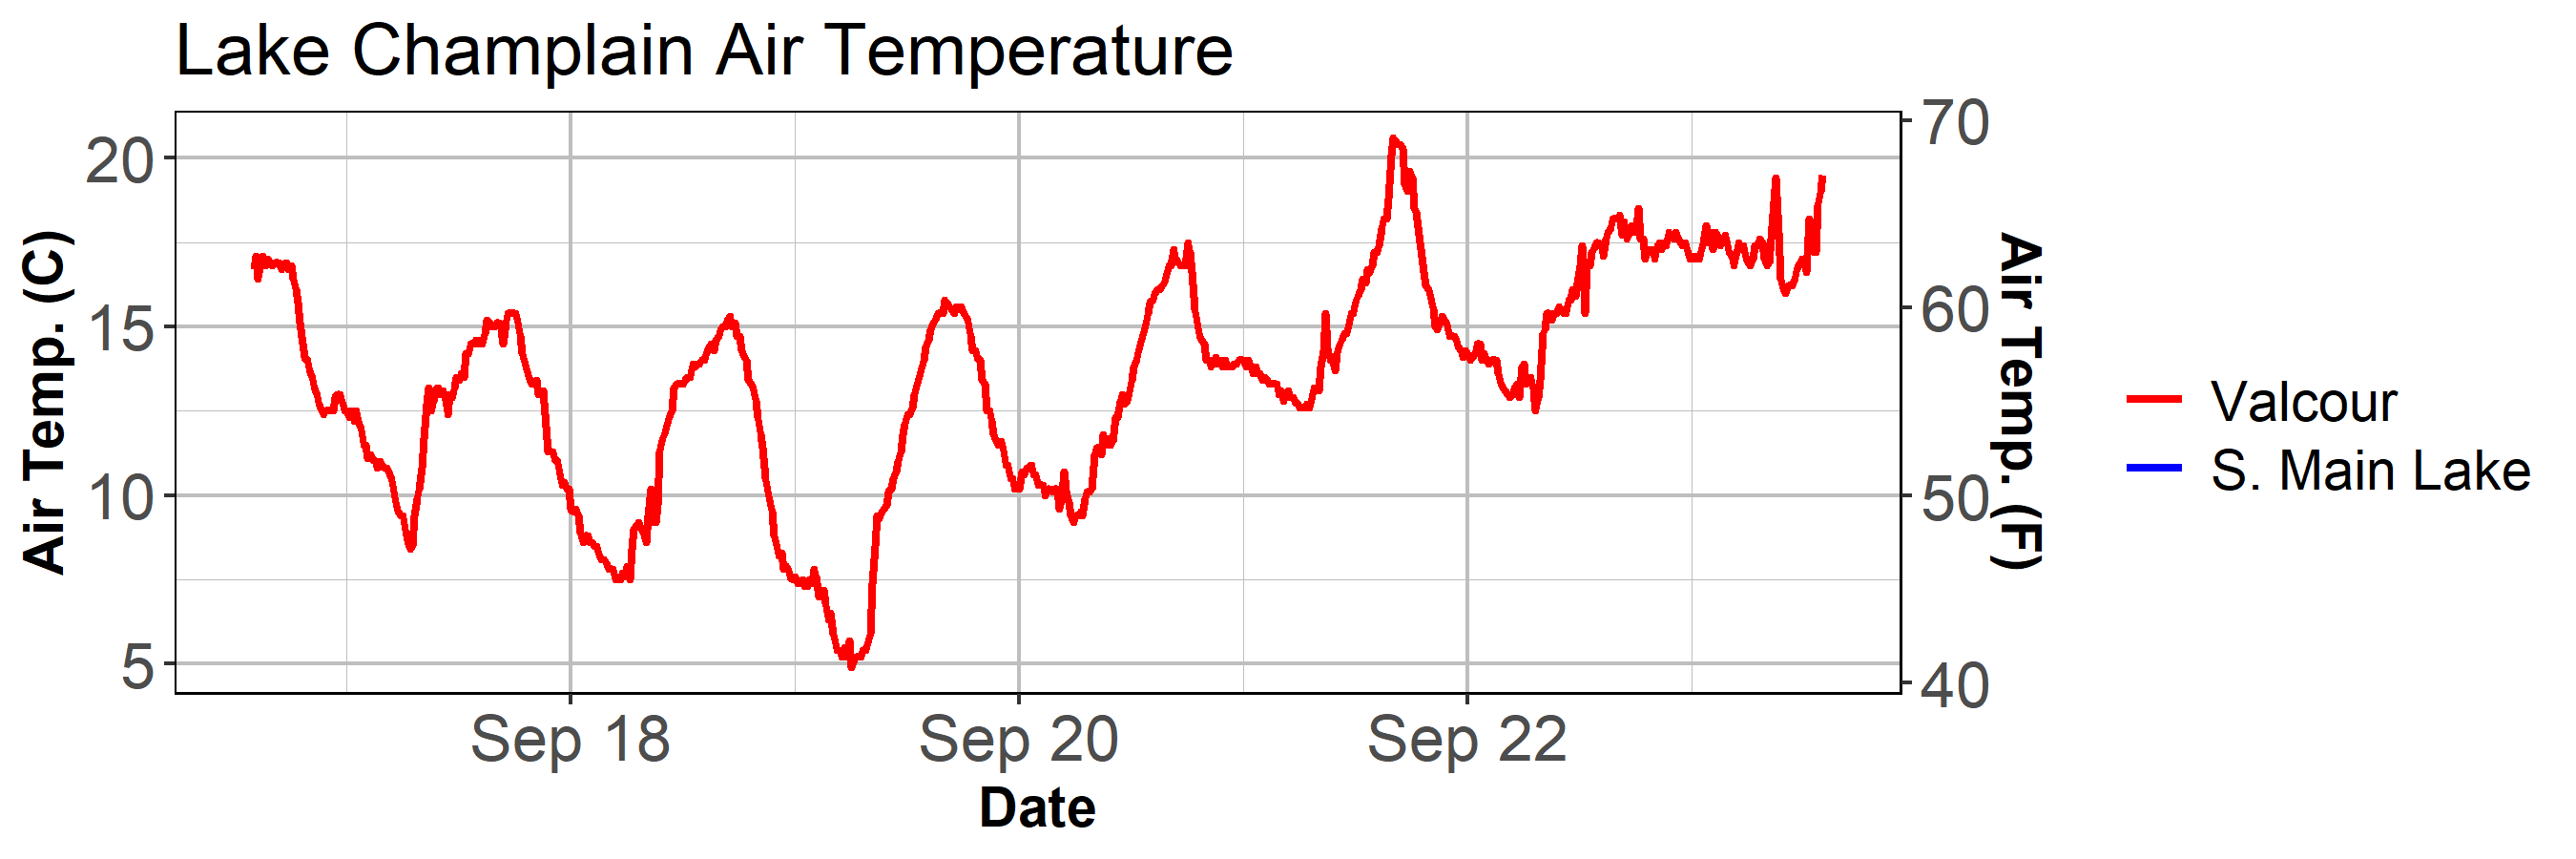 Lake Champlain Air Temperature
Air Temp. (C)
20
15
10
5
70
60
50
40
Air Temp. (F)
Sep 18
Sep 20
Sep 22
Date
Valcour
S. Main Lake